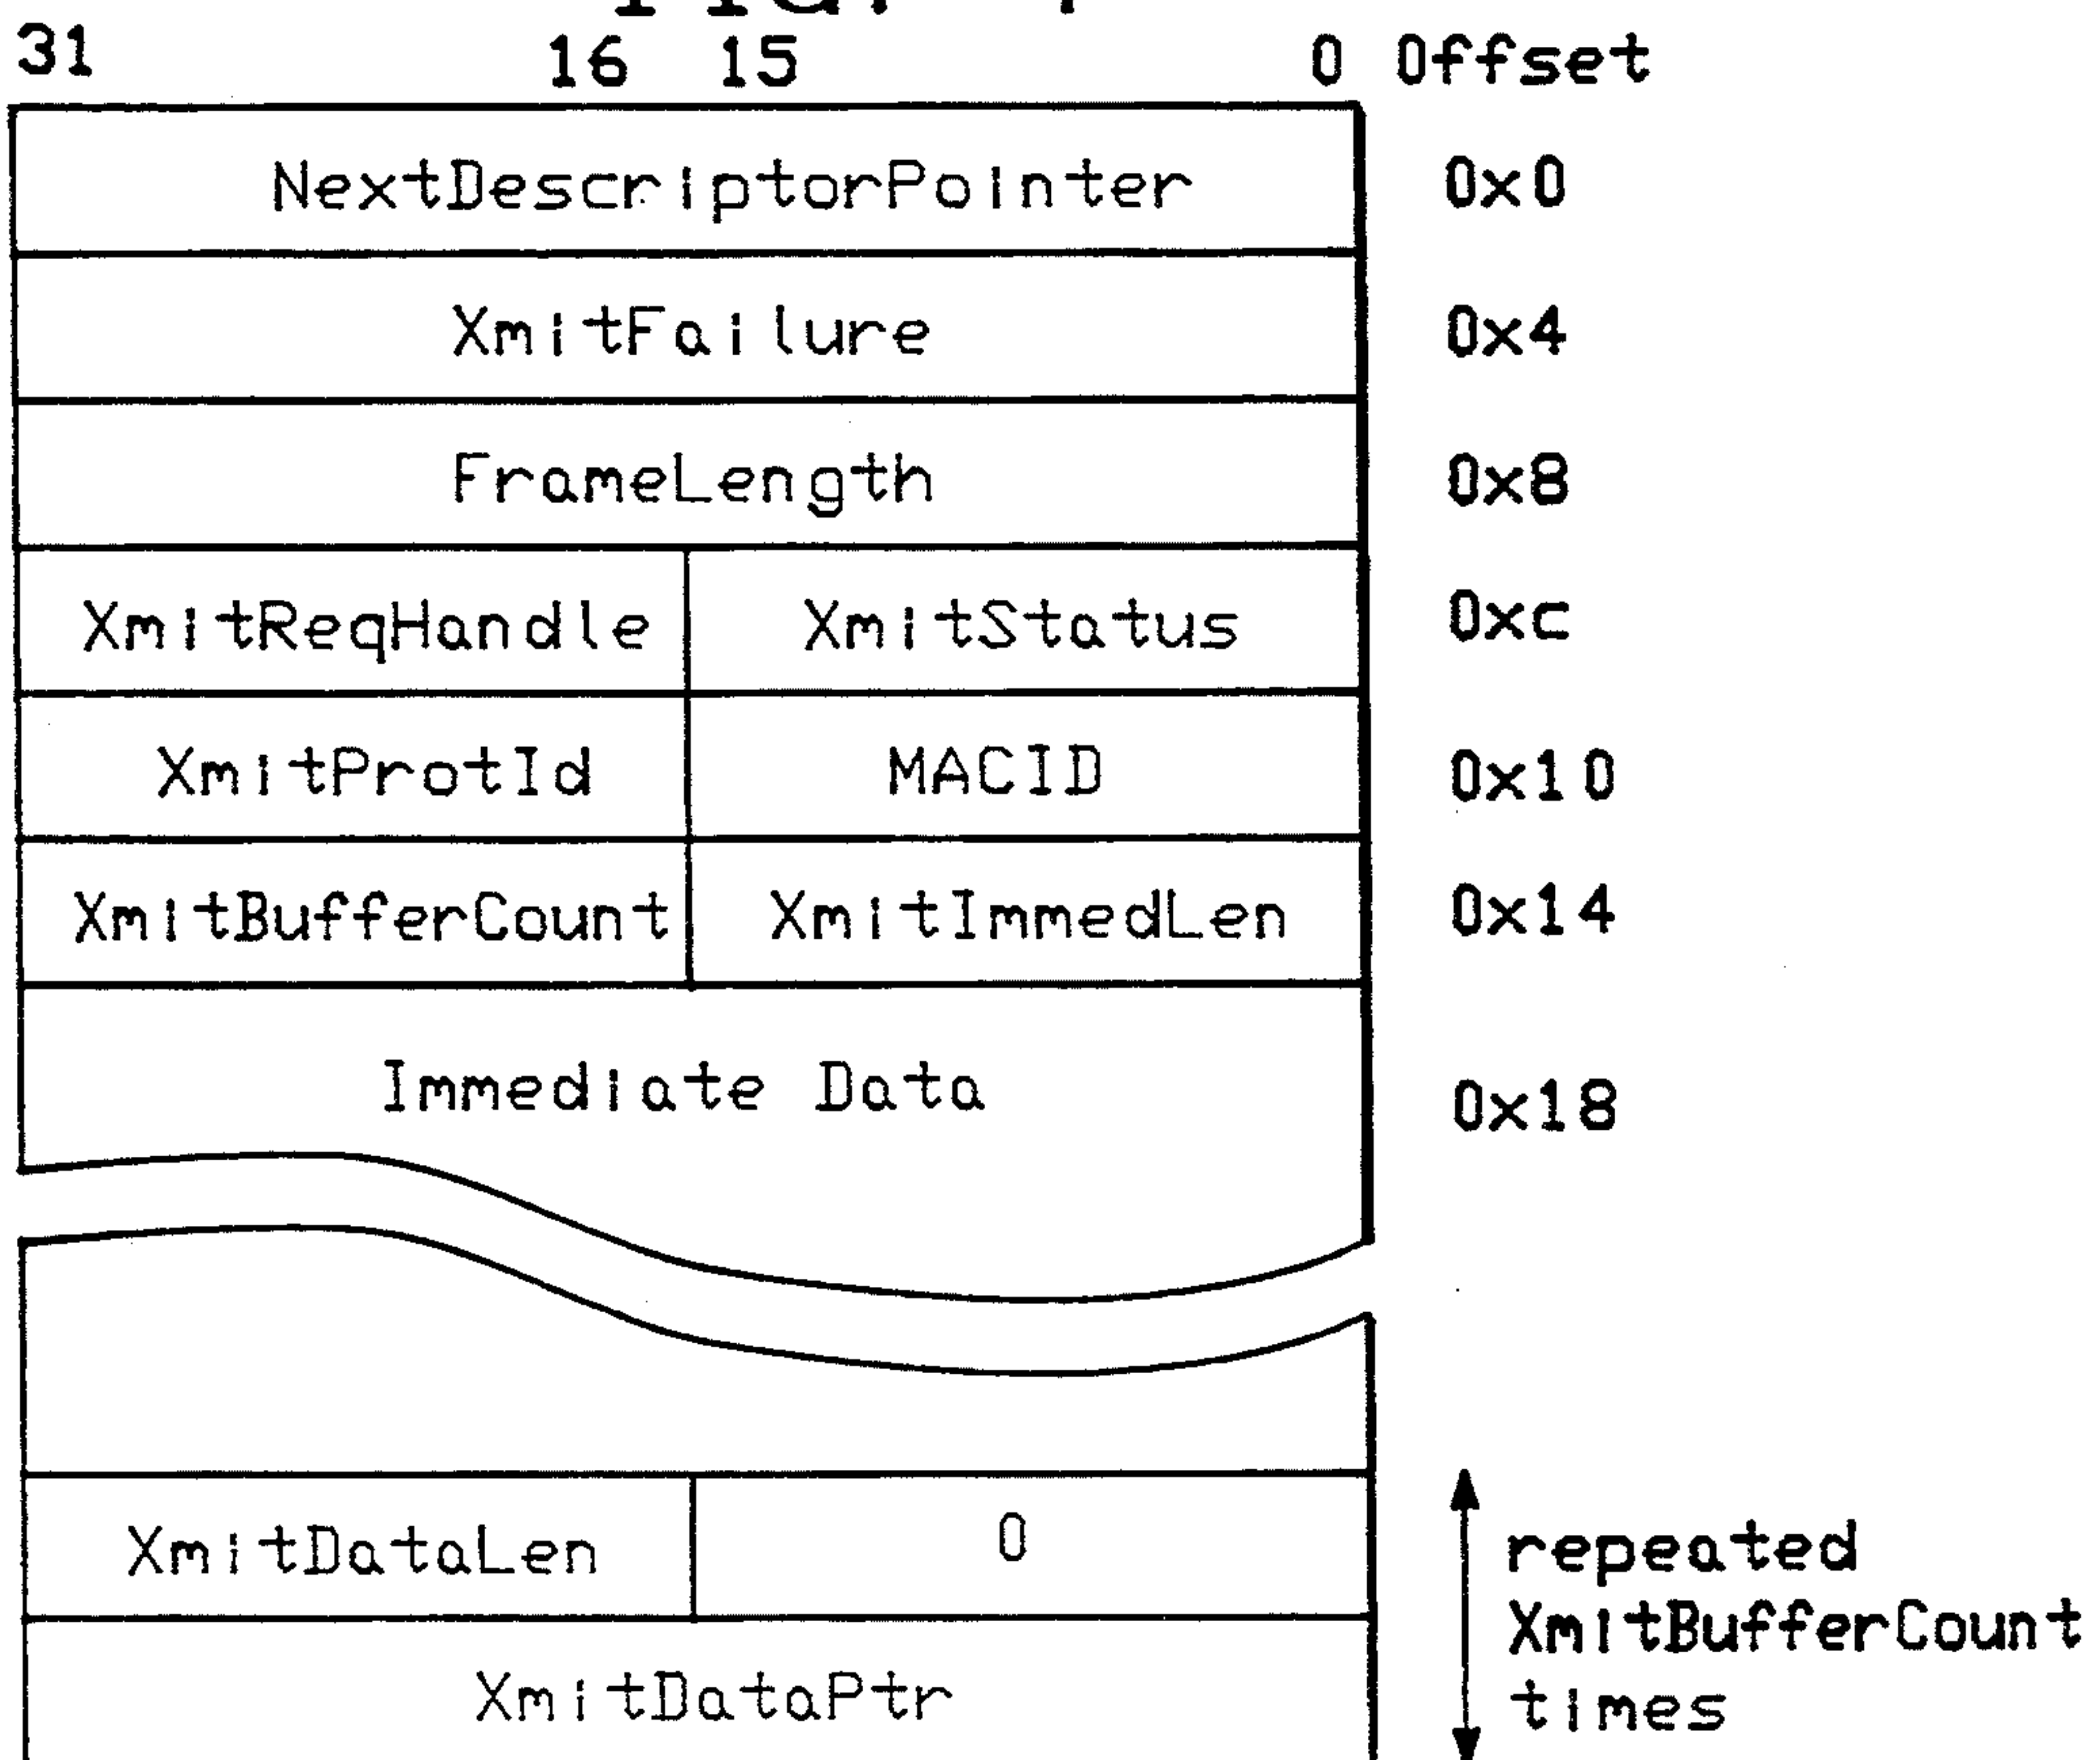 31 16 15 0 Offset
NextDescriptorPointer 0x0
XmitFailure 0x4
FrameLength 0x8
XmitReqHandle XmitStatus 0xc
XmitProtId MACID 0x10
XmitBufferCount XmitImmedLen 0x14
Immediate Data 0x18
XmitDataLen 0 repeated
XmitBufferCount
XmitDataPtr times